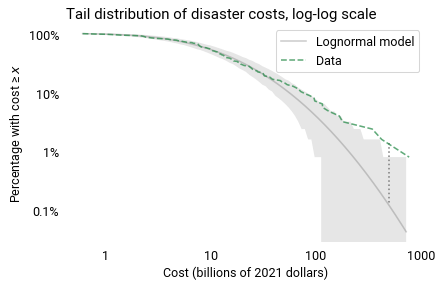 Tail distribution of disaster costs, log-log scale
Lognormal model
Data
Percentage with cost ≥ x
100%
10%
1%
0.1%
1 10 100 1000
Cost (billions of 2021 dollars)